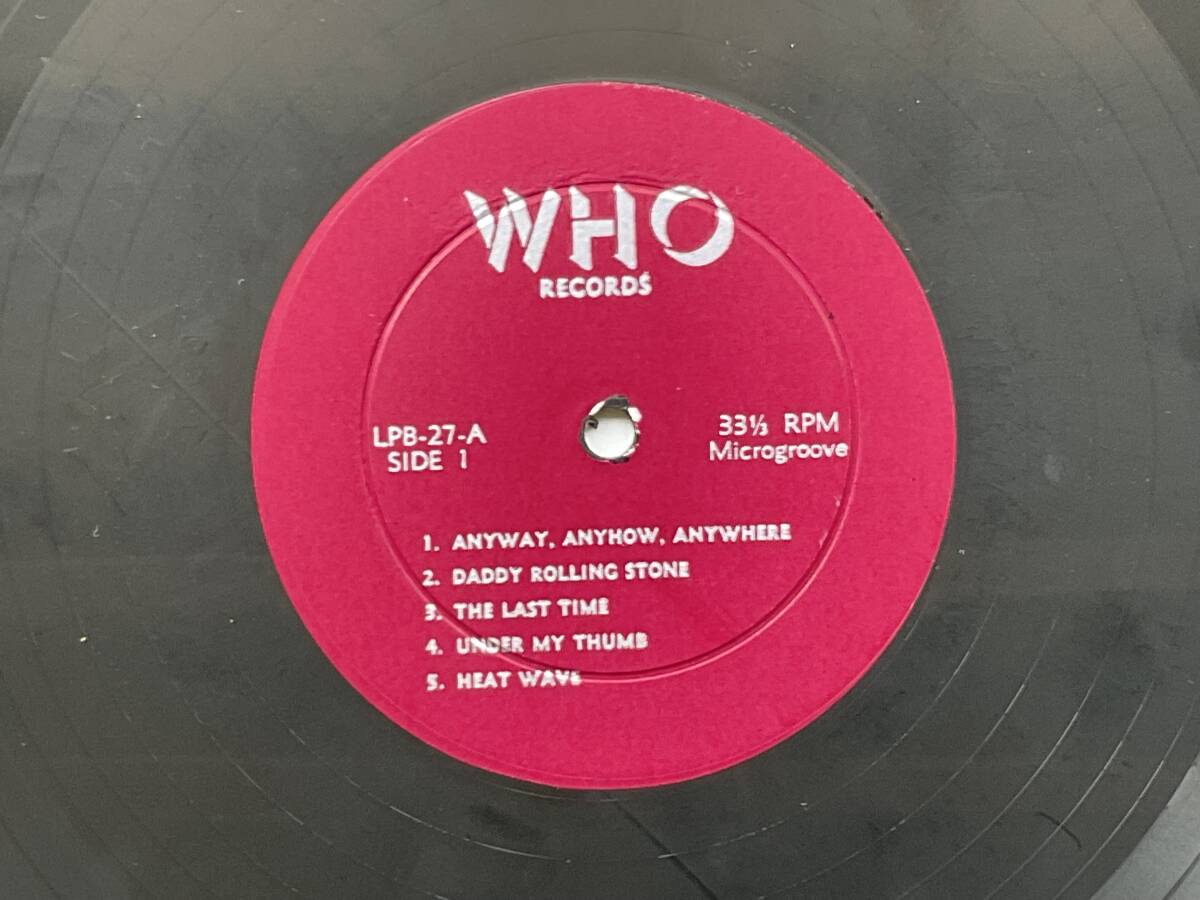 WHO
RECORDS
LPB-27-A
SIDE 1
33⅓ RPM
Microgroove
1. ANYWAY, ANYHOW, ANYWHERE
2. DADDY ROLLING STONE
3. THE LAST TIME
4. UNDER MY THUMB
5. HEAT WAVE